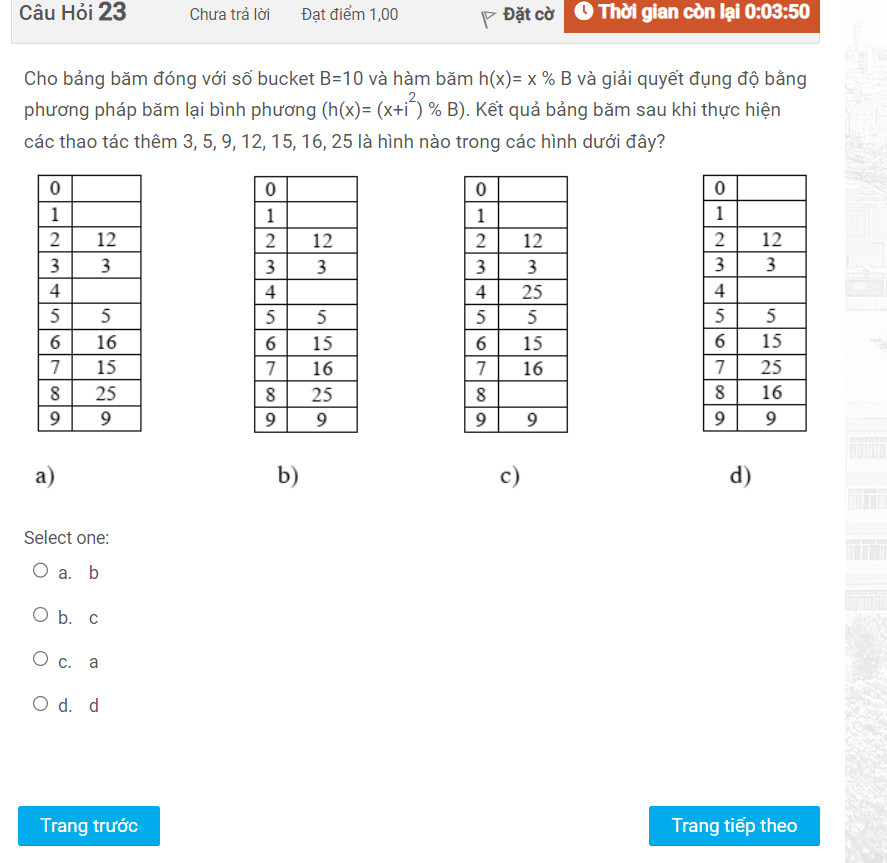 Câu Hỏi 23 Chưa trả lời Đạt điểm 1,00 Đặt cờ Thời gian còn lại 0:03:50
Cho bảng băm đóng với số bucket B=10 và hàm băm h(x)= x % B và giải quyết đụng độ bằng
phương pháp băm lại bình phương (h(x)= (x+i²) % B). Kết quả bảng băm sau khi thực hiện
các thao tác thêm 3, 5, 9, 12, 15, 16, 25 là hình nào trong các hình dưới đây?
0 0 0 0
1 1 1 1
2 12 2 12 2 12 2 12
3 3 3 3 3 3 3 3
4 4 4 25 4
5 5 5 5 5 5 5 5
6 16 6 15 6 15 6 15
7 15 7 16 7 16 7 25
8 25 8 25 8 8 16
9 9 9 9 9 9 9 9
a) b) c) d)
Select one:
a. b
b. c
c. a
d. d
Trang trước Trang tiếp theo